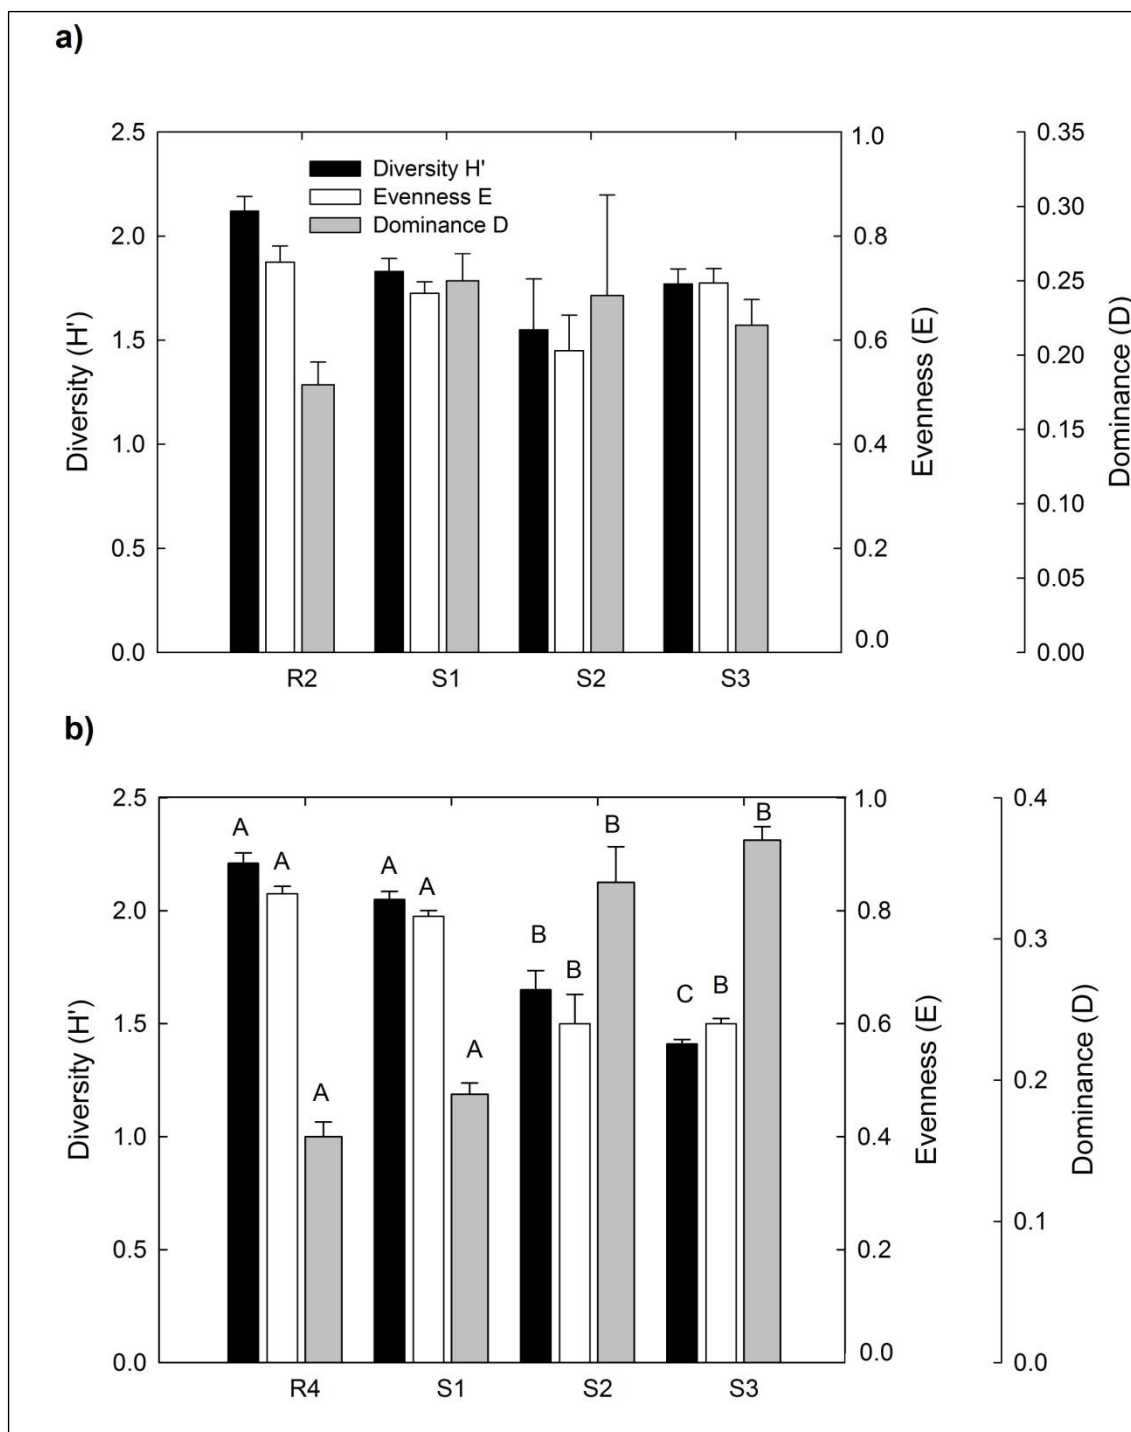 a)
2.5
2.0
1.5
1.0
0.5
0.0
Diversity (H')
Diversity H'
Evenness E
Dominance D
1.0
0.8
0.6
0.4
0.2
0.0
Evenness (E)
0.35
0.30
0.25
0.20
0.15
0.10
0.05
0.00
Dominance (D)
R2 S1 S2 S3
b)
2.5
2.0
1.5
1.0
0.5
0.0
Diversity (H')
A A A
A A A
B B B
C B B
1.0
0.8
0.6
0.4
0.2
0.0
Evenness (E)
0.4
0.3
0.2
0.1
0.0
Dominance (D)
R4 S1 S2 S3